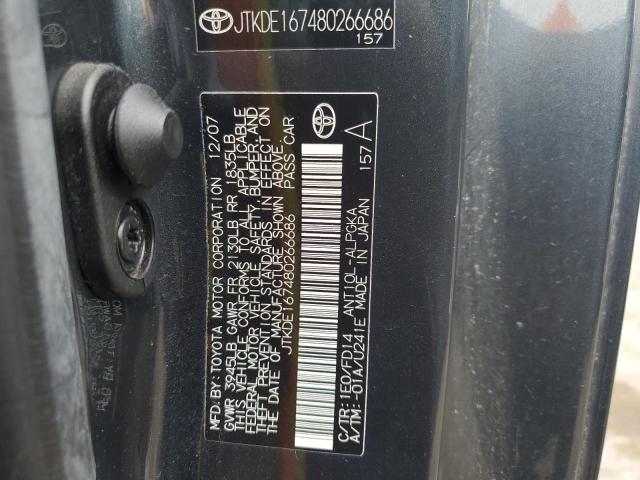 JTKDE167480266686
157
MFD. BY: TOYOTA MOTOR CORPORATION 12/07
GVWR 3945LB GAWR FR 2130LB RR 1835LB
THIS VEHICLE CONFORMS TO ALL APPLICABLE
FEDERAL MOTOR VEHICLE SAFETY, BUMPER, AND
THEFT PREVENTION STANDARDS IN EFFECT ON
THE DATE OF MANUFACTURE SHOWN ABOVE.
JTKDE167480266686 PASS CAR
157 A
C/TR:1E0/FD14 ANT10L-ALPGKA
A/TM:-01A/U241E MADE IN JAPAN